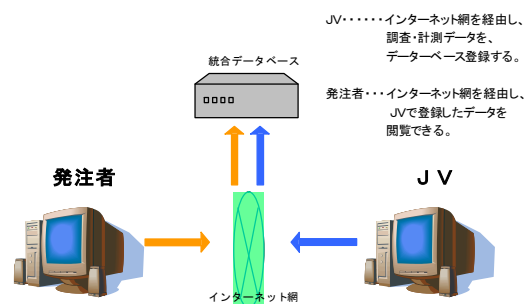 JV・・・・・・インターネット網を経由し、
調査・計測データを、
データーベース登録する。
統合データベース
発注者・・・インターネット網を経由し、
JVで登録したデータを
閲覧できる。
発注者
ＪＶ
インターネット網